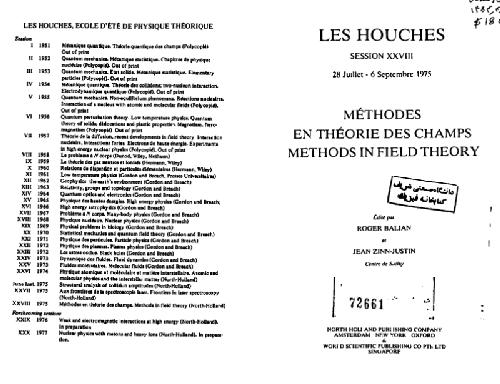 LES HOUCHES, ECOLE D'ÉTÉ DE PHYSIQUE THÉORIQUE
Session
I 1951 Mécanique quantique. Théorie quantique des champs (Polycopié)
Out of print
II 1952 Quantum mechanics. Mécanique statistique. Chapitres de physique
nucléaire (Polycopié). Out of print
III 1953 Quantum mechanics. Etat solide. Mécanique statistique. Elementary
particles (Polycopié). Out of print
IV 1954 Mécanique quantique. Théorie des collisions; two-nucleon interaction.
Electrodynamique quantique (Polycopié). Out of print
V 1955 Quantum mechanics. Non-equilibrium phenomena. Réactions nucléaires.
Interaction of a nucleus with atomic and molecular fields (Polycopié).
Out of print
VI 1956 Quantum perturbation theory. Low temperature physics. Quantum
theory of solids; dislocations and plastic properties. Magnetism; ferro-
magnetism (Polycopié) Out of print
VII 1957 Théorie de la diffusion; recent developments in field theory. Interaction
nucléaire; interactions fortes. Electrons de haute énergie. Experiments
in high energy nuclear physics (Polycopié). Out of print
VIII 1958 Le problème à N corps (Dunod, Wiley, Methuen)
IX 1959 La théorie des gaz neutres et ionisés (Hermann, Wiley)
X 1960 Relations de dispersion et particules élémentaires (Hermann, Wiley)
XI 1961 Low temperature physics (Gordon and Breach, Presses Universitaires)
XII 1962 Geophysics: the earth's environment (Gordon and Breach)
XIII 1963 Relativity, groups and topology (Gordon and Breach)
XIV 1964 Quantum optics and electronics (Gordon and Breach)
XV 1965 Physique des hautes énergies. High energy physics (Gordon and Breach)
XVI 1966 High energy astrophysics (Gordon and Breach)
XVII 1967 Problème à N corps. Many-body physics (Gordon and Breach)
XVIII 1968 Physique nucléaire. Nuclear physics (Gordon and Breach)
XIX 1969 Physical problems in biology (Gordon and Breach)
XX 1970 Statistical mechanics and quantum field theory (Gordon and Breach)
XXI 1971 Physique des particules. Particle physics (Gordon and Breach)
XXII 1972 Physique des plasmas. Plasma physics (Gordon and Breach)
XXIII 1972 Les astres occlus. Black holes (Gordon and Breach)
XXIV 1973 Dynamique des fluides. Fluid dynamics (Gordon and Breach)
XXV 1973 Fluides moléculaires. Molecular fluids (Gordon and Breach)
XXVI 1974 Physique atomique et moléculaire et matière interstellaire. Atomic and
molecular physics and the interstellar matter (North-Holland)
June Inst. 1975 Structural analysis of collision amplitudes (North-Holland)
XXVII 1975 Aux frontières de la spectroscopie laser. Frontiers in laser spectroscopy
(North-Holland)
XXVIII 1975 Méthodes en théorie des champs. Methods in field theory (North-Holland)
Forthcoming sessions
XXIX 1976 Weak and electromagnetic interactions at high energy (North-Holland).
In preparation
XXX 1977 Nuclear physics with mesons and heavy ions (North-Holland). In prepara-
tion.
LES HOUCHES
SESSION XXVIII
28 Juillet - 6 Septembre 1975
MÉTHODES
EN THÉORIE DES CHAMPS
METHODS IN FIELD THEORY
دانشگاه صنعتی شریف
کتابخانه فیزیک
Édité par
ROGER BALIAN
et
JEAN ZINN-JUSTIN
Centre de Saclay
72661
NORTH HOLLAND PUBLISHING COMPANY
AMSTERDAM NEW YORK OXFORD
&
WORLD SCIENTIFIC PUBLISHING CO PTE LTD
SINGAPORE